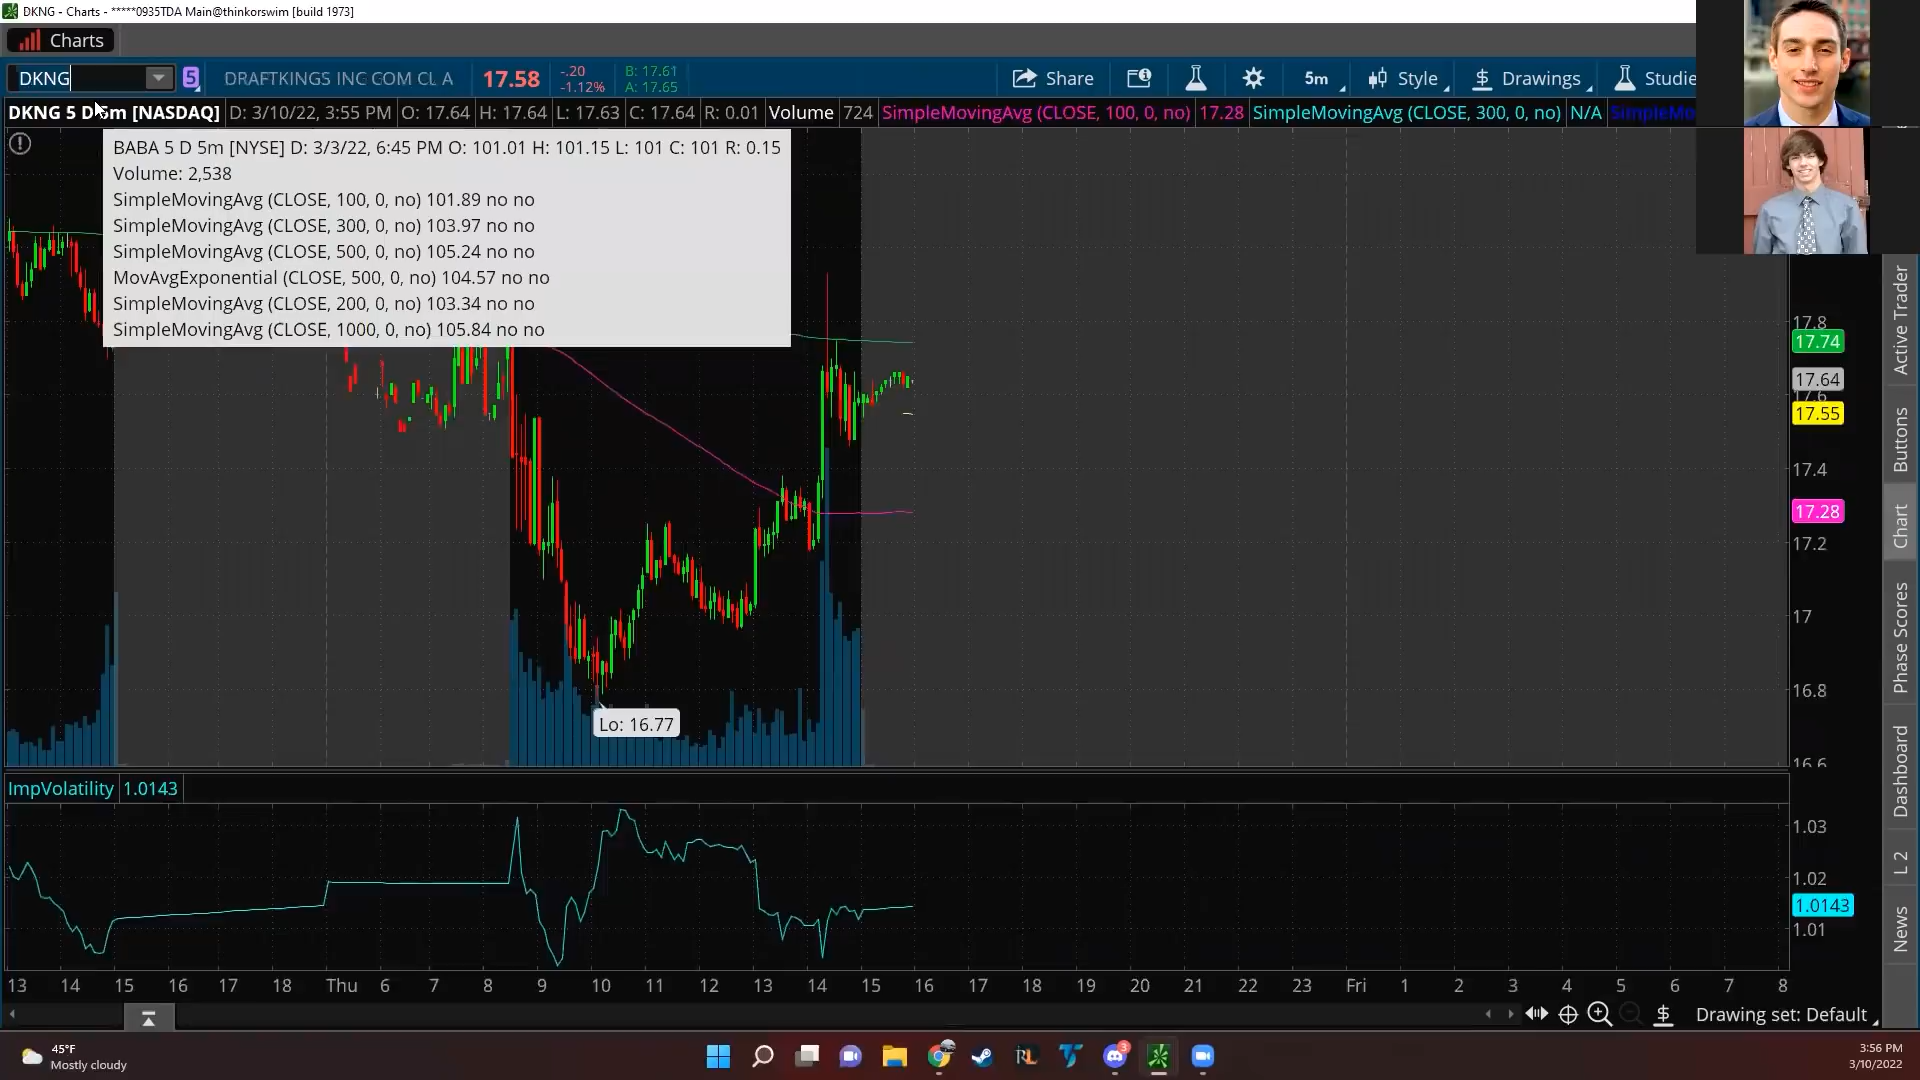 DKNG - Charts - *****0935TDA Main@thinkorswim [build 1973]
Charts
DKNG 5 DRAFTKINGS INC COM CL A 17.58 -.20 -1.12% B: 17.61 A: 17.65 Share 5m Style Drawings Studie
DKNG 5 D 5m [NASDAQ] D: 3/10/22, 3:55 PM O: 17.64 H: 17.64 L: 17.63 C: 17.64 R: 0.01 Volume 724 SimpleMovingAvg (CLOSE, 100, 0, no) 17.28 SimpleMovingAvg (CLOSE, 300, 0, no) N/A SimpleMo
BABA 5 D 5m [NYSE] D: 3/3/22, 6:45 PM O: 101.01 H: 101.15 L: 101 C: 101 R: 0.15
Volume: 2,538
SimpleMovingAvg (CLOSE, 100, 0, no) 101.89 no no
SimpleMovingAvg (CLOSE, 300, 0, no) 103.97 no no
SimpleMovingAvg (CLOSE, 500, 0, no) 105.24 no no
MovAvgExponential (CLOSE, 500, 0, no) 104.57 no no
SimpleMovingAvg (CLOSE, 200, 0, no) 103.34 no no
SimpleMovingAvg (CLOSE, 1000, 0, no) 105.84 no no
17.8
17.74
17.64
17.6
17.55
17.4
17.28
17.2
17
16.8
16.6
Lo: 16.77
Active Trader
Buttons
Chart
Phase Scores
Dashboard
L 2
News
ImpVolatility 1.0143
1.03
1.02
1.0143
1.01
13 14 15 16 17 18 Thu 6 7 8 9 10 11 12 13 14 15 16 17 18 19 20 21 22 23 Fri 1 2 3 4 5 6 7 8
Drawing set: Default
45°F
Mostly cloudy
RL
3
3:56 PM
3/10/2022